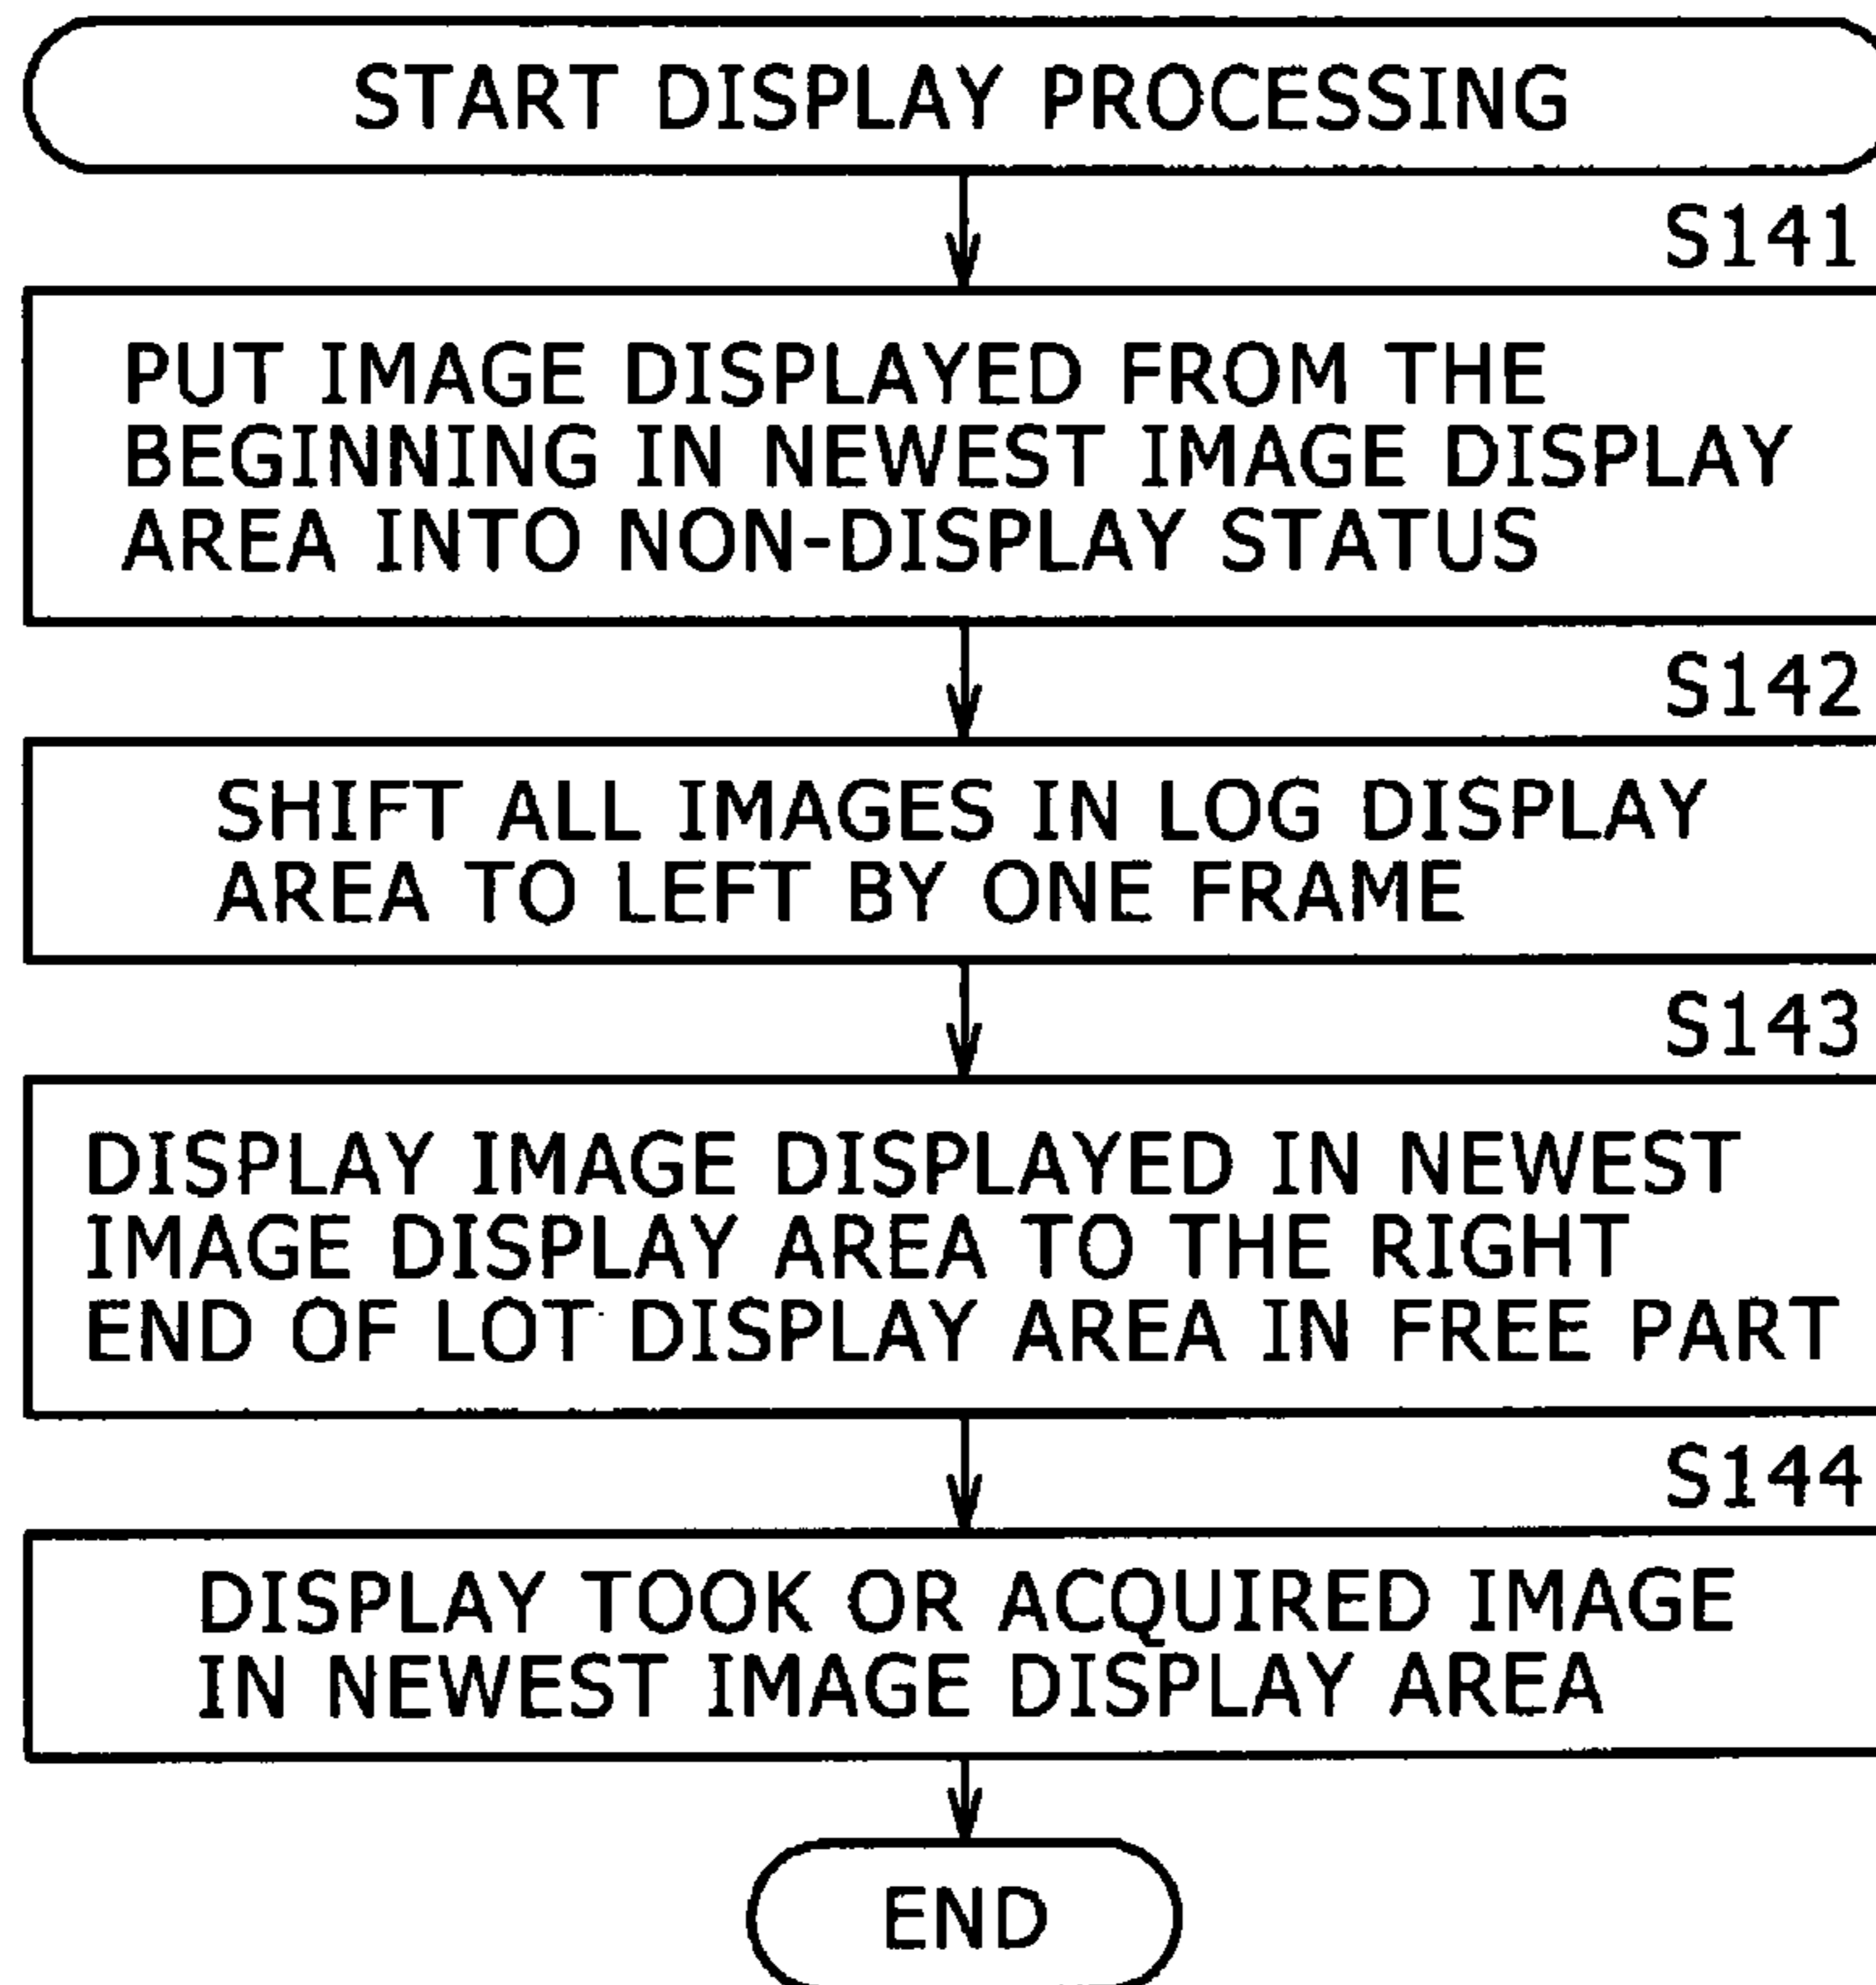 START DISPLAY PROCESSING
S141
PUT IMAGE DISPLAYED FROM THE
BEGINNING IN NEWEST IMAGE DISPLAY
AREA INTO NON-DISPLAY STATUS
S142
SHIFT ALL IMAGES IN LOG DISPLAY
AREA TO LEFT BY ONE FRAME
S143
DISPLAY IMAGE DISPLAYED IN NEWEST
IMAGE DISPLAY AREA TO THE RIGHT
END OF LOT DISPLAY AREA IN FREE PART
S144
DISPLAY TOOK OR ACQUIRED IMAGE
IN NEWEST IMAGE DISPLAY AREA
END